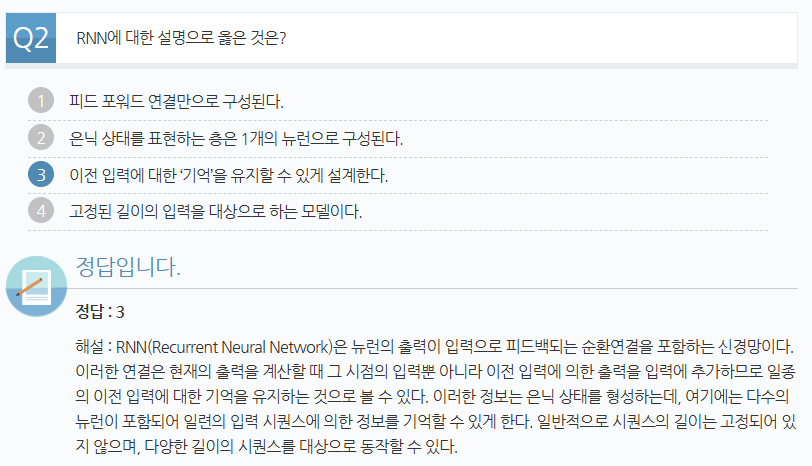 Q2 RNN에 대한 설명으로 옳은 것은?
1 피드 포워드 연결만으로 구성된다.
2 은닉 상태를 표현하는 층은 1개의 뉴런으로 구성된다.
3 이전 입력에 대한 ‘기억’을 유지할 수 있게 설계한다.
4 고정된 길이의 입력을 대상으로 하는 모델이다.
정답입니다.
정답 : 3
해설 : RNN(Recurrent Neural Network)은 뉴런의 출력이 입력으로 피드백되는 순환연결을 포함하는 신경망이다.
이러한 연결은 현재의 출력을 계산할 때 그 시점의 입력뿐 아니라 이전 입력에 의한 출력을 입력에 추가하므로 일종
의 이전 입력에 대한 기억을 유지하는 것으로 볼 수 있다. 이러한 정보는 은닉 상태를 형성하는데, 여기에는 다수의
뉴런이 포함되어 일련의 입력 시퀀스에 의한 정보를 기억할 수 있게 한다. 일반적으로 시퀀스의 길이는 고정되어 있
지 않으며, 다양한 길이의 시퀀스를 대상으로 동작할 수 있다.